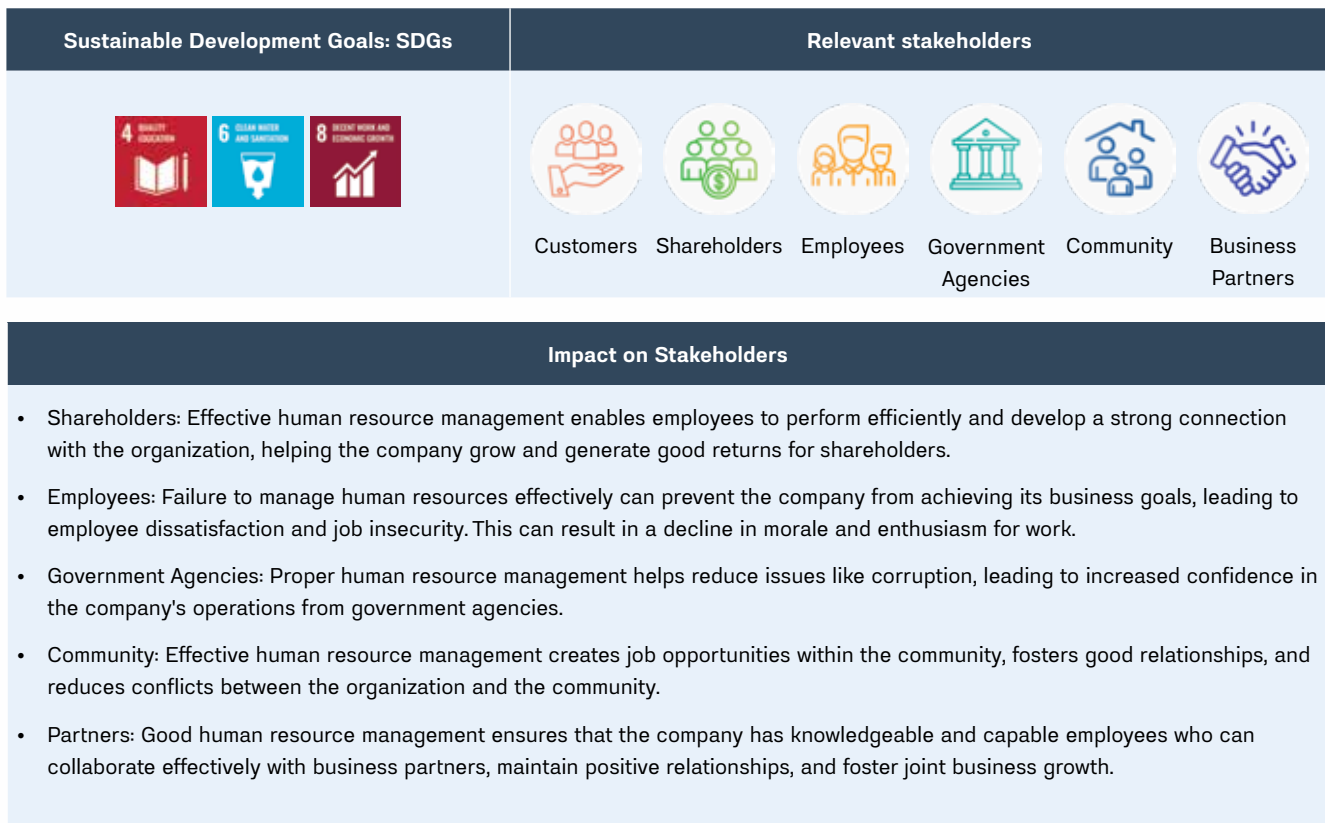 Sustainable Development Goals: SDGs
Relevant stakeholders
4 QUALITY
EDUCATION
6 CLEAN WATER
AND SANITATION
8 DECENT WORK AND
ECONOMIC GROWTH
$
Customers
Shareholders
Employees
Government
Agencies
Community
Business
Partners
Impact on Stakeholders
• Shareholders: Effective human resource management enables employees to perform efficiently and develop a strong connection
with the organization, helping the company grow and generate good returns for shareholders.
• Employees: Failure to manage human resources effectively can prevent the company from achieving its business goals, leading to
employee dissatisfaction and job insecurity. This can result in a decline in morale and enthusiasm for work.
• Government Agencies: Proper human resource management helps reduce issues like corruption, leading to increased confidence in
the company's operations from government agencies.
• Community: Effective human resource management creates job opportunities within the community, fosters good relationships, and
reduces conflicts between the organization and the community.
• Partners: Good human resource management ensures that the company has knowledgeable and capable employees who can
collaborate effectively with business partners, maintain positive relationships, and foster joint business growth.